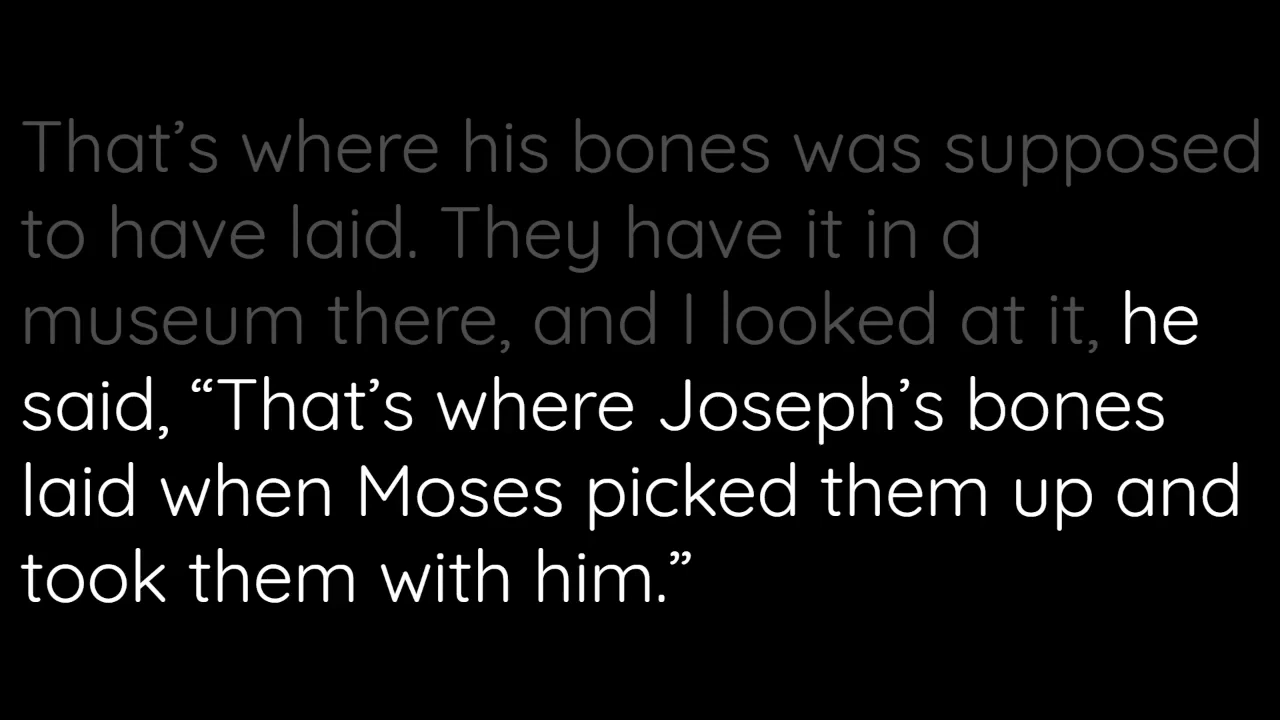 That’s where his bones was supposed
to have laid. They have it in a
museum there, and I looked at it, he
said, “That’s where Joseph’s bones
laid when Moses picked them up and
took them with him.”